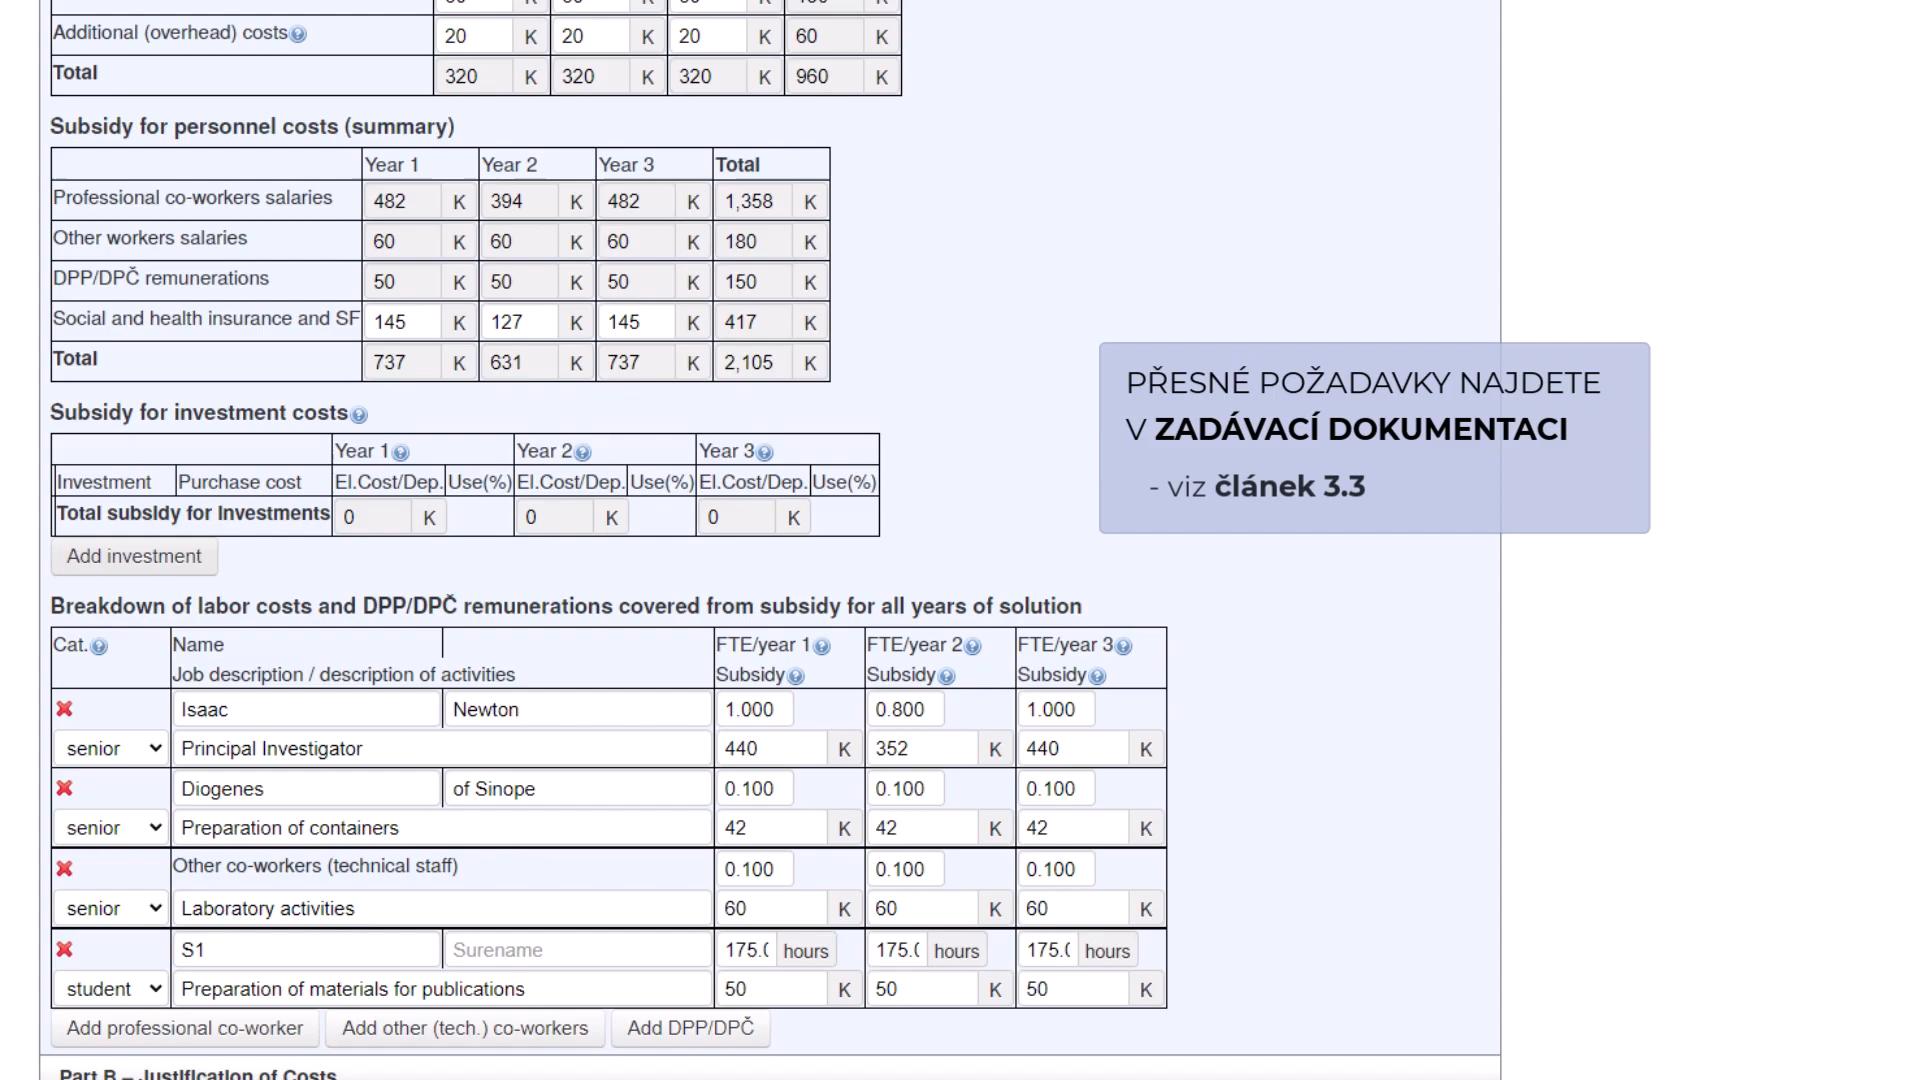 Additional (overhead) costs 20 K 20 K 20 K 60 K
Total 320 K 320 K 320 K 960 K
Subsidy for personnel costs (summary)
Year 1 Year 2 Year 3 Total
Professional co-workers salaries 482 K 394 K 482 K 1,358 K
Other workers salaries 60 K 60 K 60 K 180 K
DPP/DPČ remunerations 50 K 50 K 50 K 150 K
Social and health insurance and SF 145 K 127 K 145 K 417 K
Total 737 K 631 K 737 K 2,105 K
PŘESNÉ POŽADAVKY NAJDETE
V ZADÁVACÍ DOKUMENTACI
- viz článek 3.3
Subsidy for investment costs
Year 1 Year 2 Year 3
Investment Purchase cost El.Cost/Dep. Use(%) El.Cost/Dep. Use(%) El.Cost/Dep. Use(%)
Total subsidy for Investments 0 K 0 K 0 K
Add investment
Breakdown of labor costs and DPP/DPČ remunerations covered from subsidy for all years of solution
Cat. Name FTE/year 1 FTE/year 2 FTE/year 3
Job description / description of activities Subsidy Subsidy Subsidy
Isaac Newton 1.000 0.800 1.000
senior Principal Investigator 440 K 352 K 440 K
Diogenes of Sinope 0.100 0.100 0.100
senior Preparation of containers 42 K 42 K 42 K
Other co-workers (technical staff) 0.100 0.100 0.100
senior Laboratory activities 60 K 60 K 60 K
S1 Surename 175.0 hours 175.0 hours 175.0 hours
student Preparation of materials for publications 50 K 50 K 50 K
Add professional co-worker Add other (tech.) co-workers Add DPP/DPČ
Part B – Justification of Costs